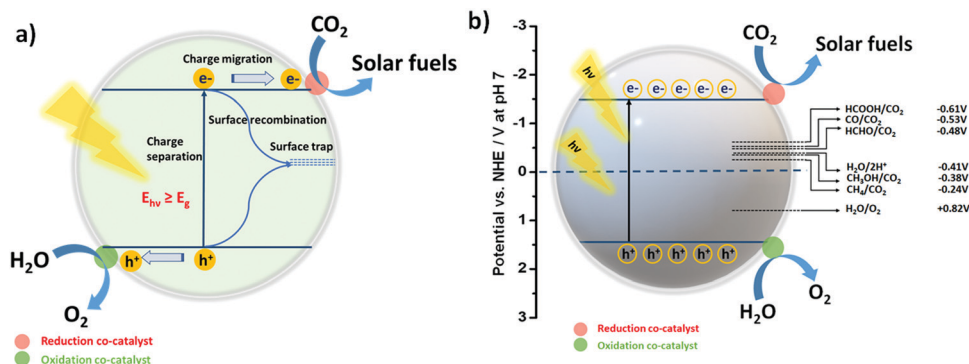 a)
CO2
Solar fuels
Charge migration
e-
e-
Surface recombination
Charge
separation
Surface trap
Ehν ≥ Eg
h+
h+
H2O
O2
Reduction co-catalyst
Oxidation co-catalyst
b)
Potential vs. NHE / V at pH 7
-3
-2
-1
0
1
2
3
CO2
Solar fuels
hν
hν
e- e- e- e- e-
HCOOH/CO2 -0.61V
CO/CO2 -0.53V
HCHO/CO2 -0.48V
H2O/2H+ -0.41V
CH3OH/CO2 -0.38V
CH4/CO2 -0.24V
H2O/O2 +0.82V
h+ h+ h+ h+ h+
H2O
O2
Reduction co-catalyst
Oxidation co-catalyst